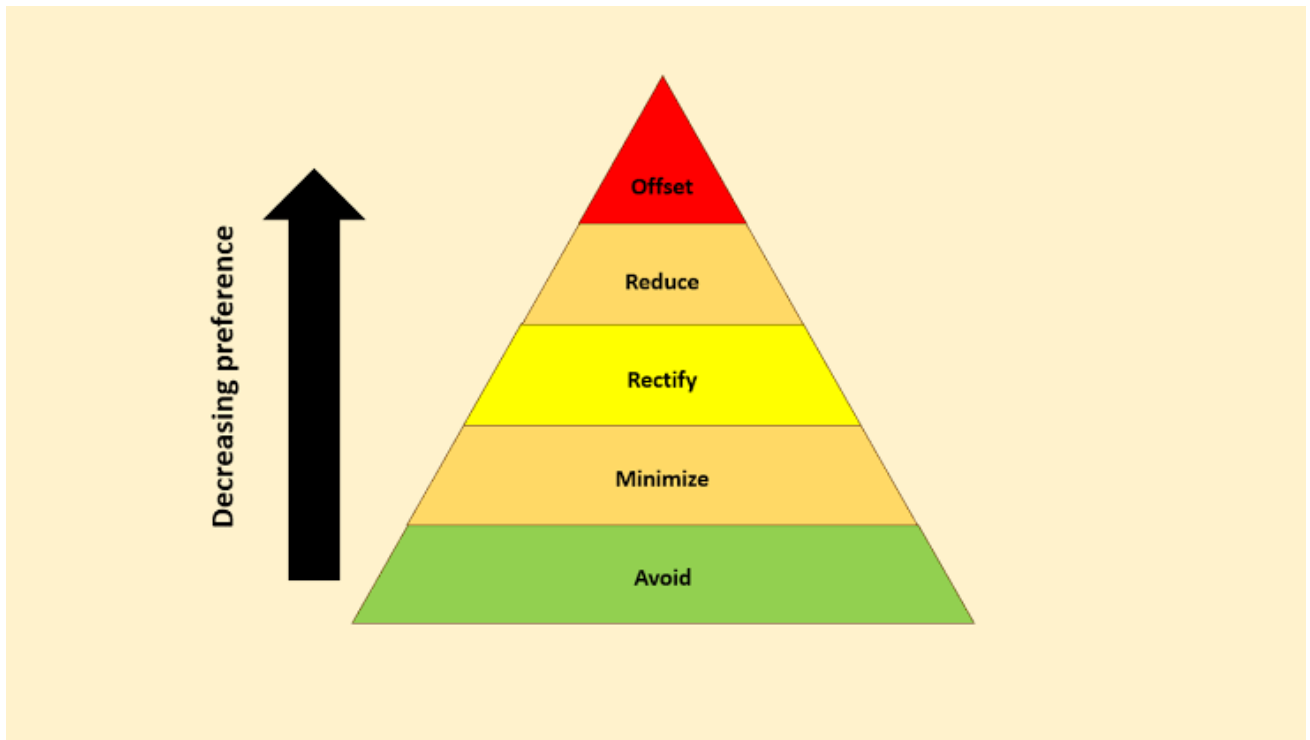 Decreasing preference
Offset
Reduce
Rectify
Minimize
Avoid